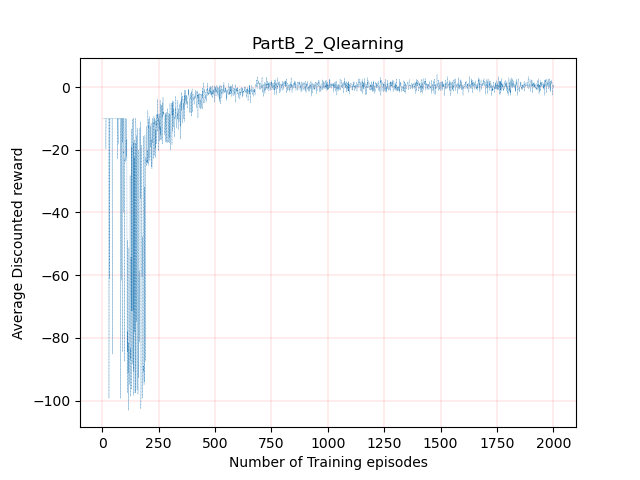 PartB_2_Qlearning
0
−20
−40
−60
−80
−100
Average Discounted reward
0 250 500 750 1000 1250 1500 1750 2000
Number of Training episodes